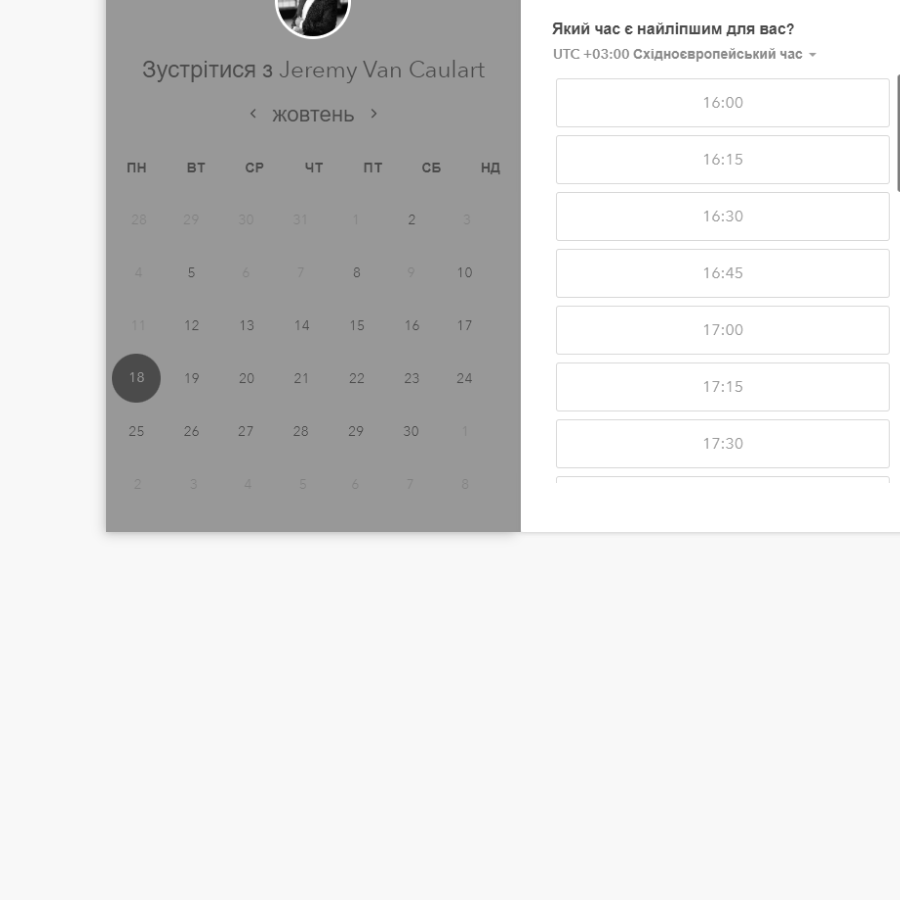 Зустрітися з Jeremy Van Caulart
жовтень
ПН ВТ СР ЧТ ПТ СБ НД
28 29 30 31 1 2 3
4 5 6 7 8 9 10
11 12 13 14 15 16 17
18 19 20 21 22 23 24
25 26 27 28 29 30 1
2 3 4 5 6 7 8
Який час є найліпшим для вас?
UTC +03:00 Східноєвропейський час
16:00
16:15
16:30
16:45
17:00
17:15
17:30